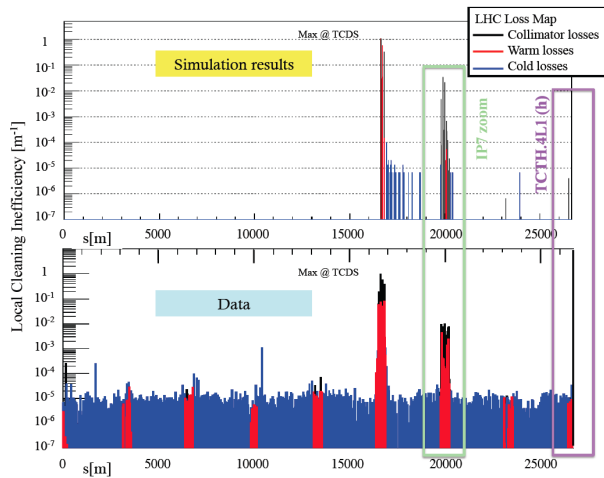 LHC Loss Map
Collimator losses
Warm losses
Cold losses
Max @ TCDS
Simulation results
IP7 zoom
TCTH.4L1 (h)
Local Cleaning Inefficiency [m⁻¹]
1
10⁻¹
10⁻²
10⁻³
10⁻⁴
10⁻⁵
10⁻⁶
10⁻⁷
0 5000 10000 15000 20000 25000
s[m]
Max @ TCDS
Data
1
10⁻¹
10⁻²
10⁻³
10⁻⁴
10⁻⁵
10⁻⁶
10⁻⁷
0 5000 10000 15000 20000 25000
s[m]